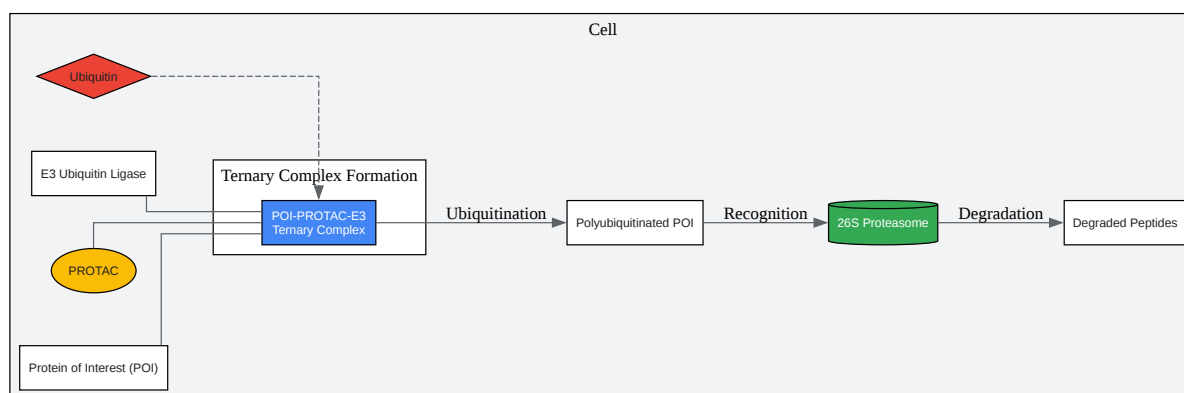 Cell
Ubiquitin
E3 Ubiquitin Ligase
Ternary Complex Formation
POI-PROTAC-E3
Ternary Complex
Ubiquitination
Polyubiquitinated POI
Recognition
26S Proteasome
Degradation
Degraded Peptides
PROTAC
Protein of Interest (POI)